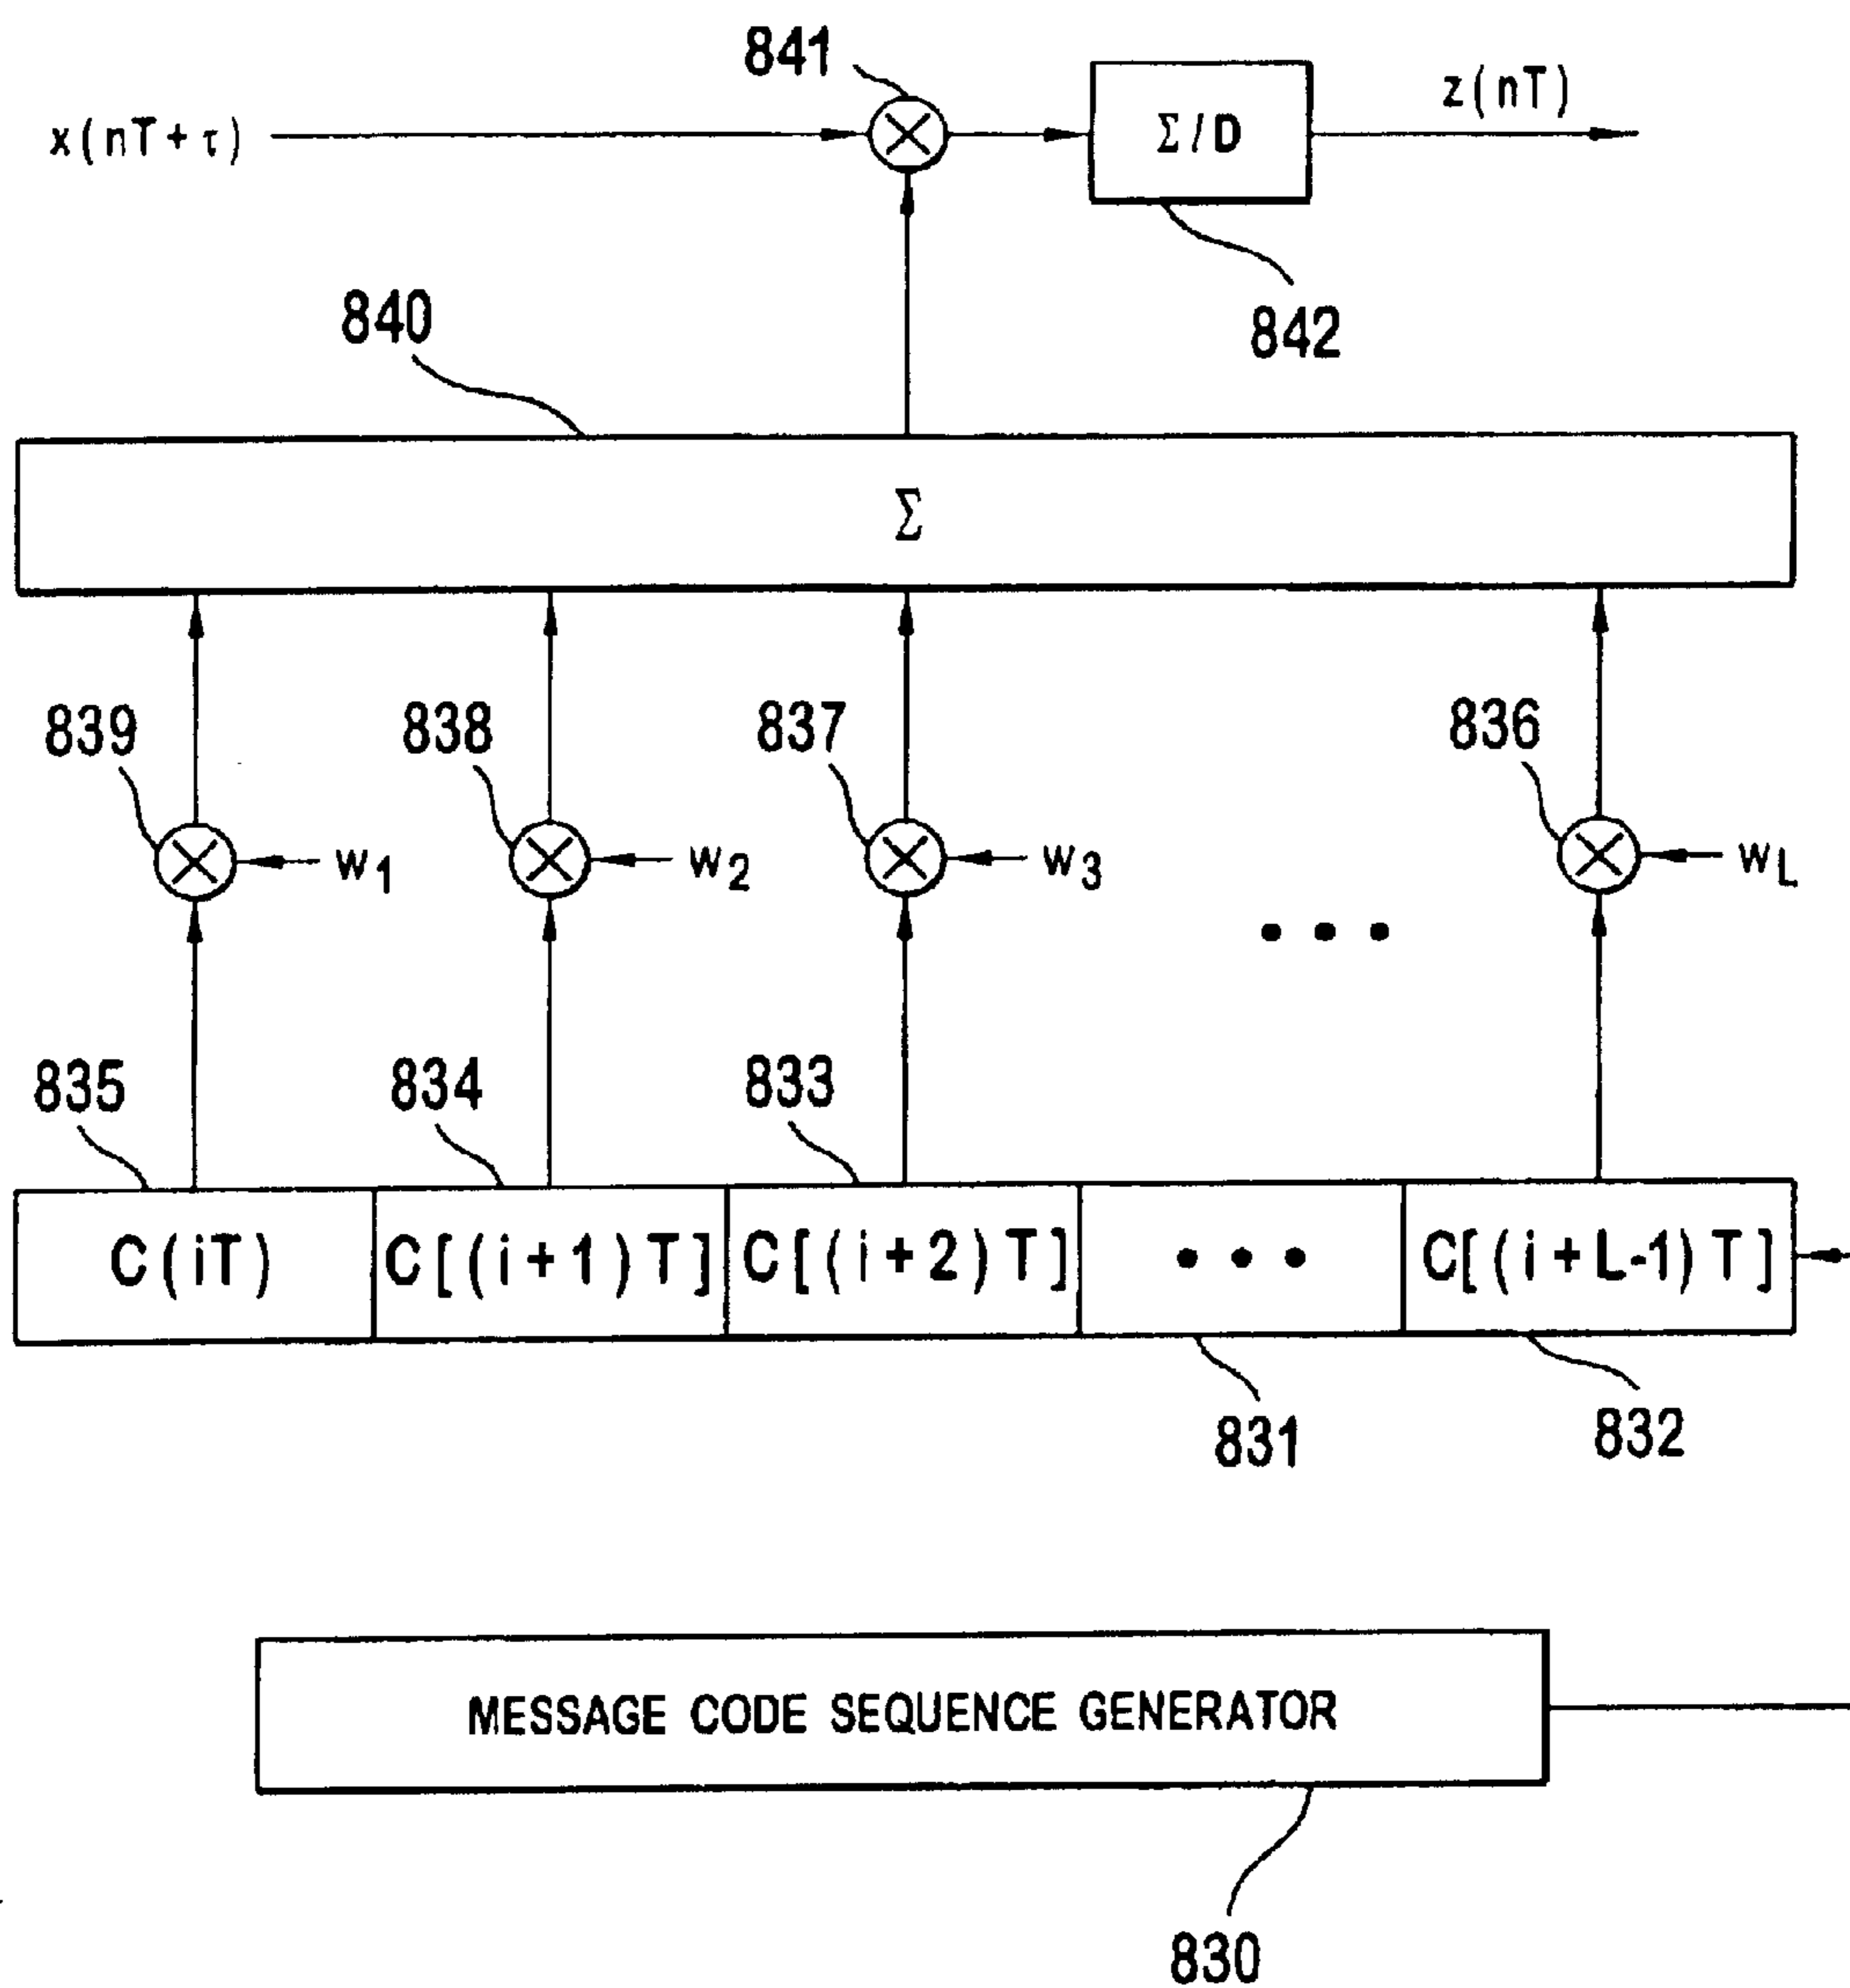 841
x(nT+τ)
Σ/D
z(nT)
840
842
Σ
839
838
837
836
w1
w2
w3
wL
• • •
835
834
833
C(iT)
C[(i+1)T]
C[(i+2)T]
• • •
C[(i+L-1)T]
831
832
MESSAGE CODE SEQUENCE GENERATOR
830